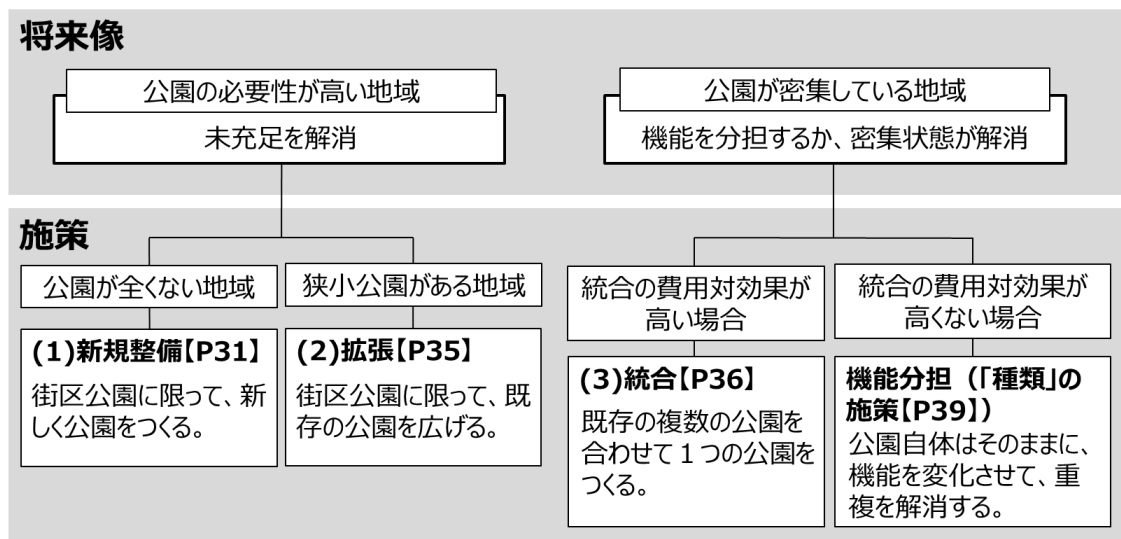 将来像
公園の必要性が高い地域
未充足を解消
公園が密集している地域
機能を分担するか、密集状態が解消
施策
公園が全くない地域
(1)新規整備【P31】
街区公園に限って、新
しく公園をつくる。
狭小公園がある地域
(2)拡張【P35】
街区公園に限って、既
存の公園を広げる。
統合の費用対効果が
高い場合
(3)統合【P36】
既存の複数の公園を
合わせて１つの公園を
つくる。
統合の費用対効果が
高くない場合
機能分担（「種類」の
施策【P39】）
公園自体はそのままに、
機能を変化させて、重
複を解消する。